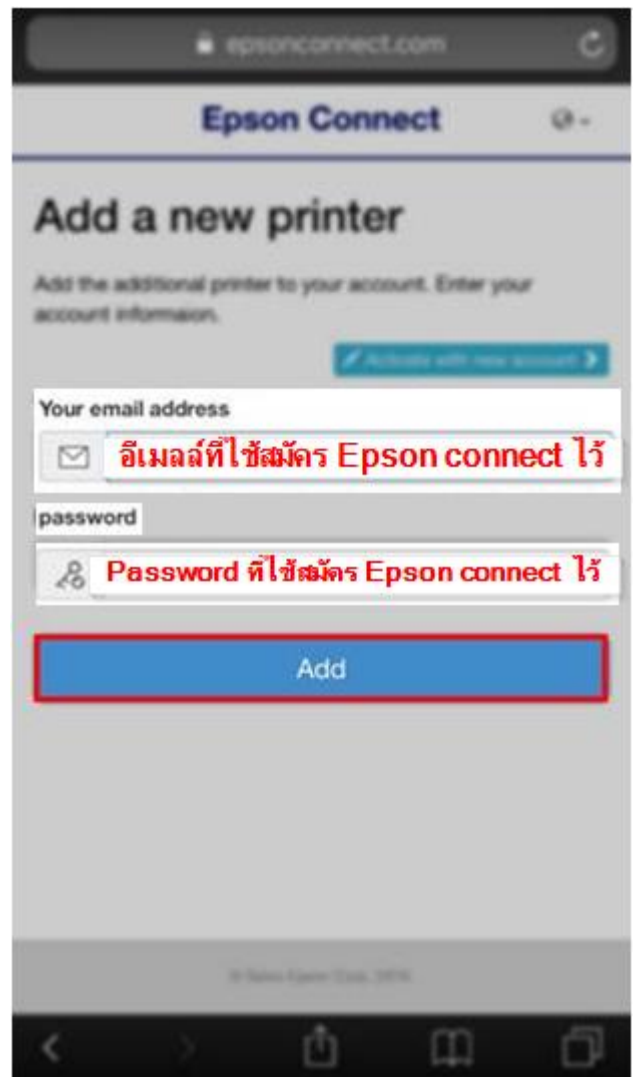 epsonconnect.com
Epson Connect
Add a new printer
Add the additional printer to your account. Enter your
account informaion.
Activate with new account
Your email address
อีเมลล์ที่ใช้สมัคร Epson connect ไว้
password
Password ที่ใช้สมัคร Epson connect ไว้
Add